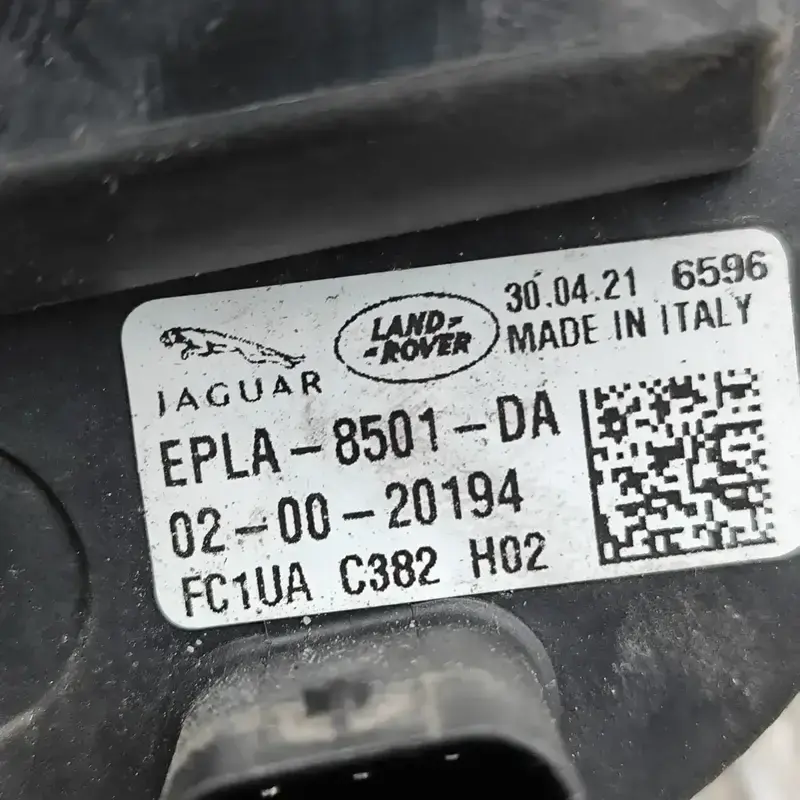 JAGUAR
LAND-
-ROVER
30.04.21 6596
MADE IN ITALY
EPLA-8501-DA
02-00-20194
FC1UA C382 H02